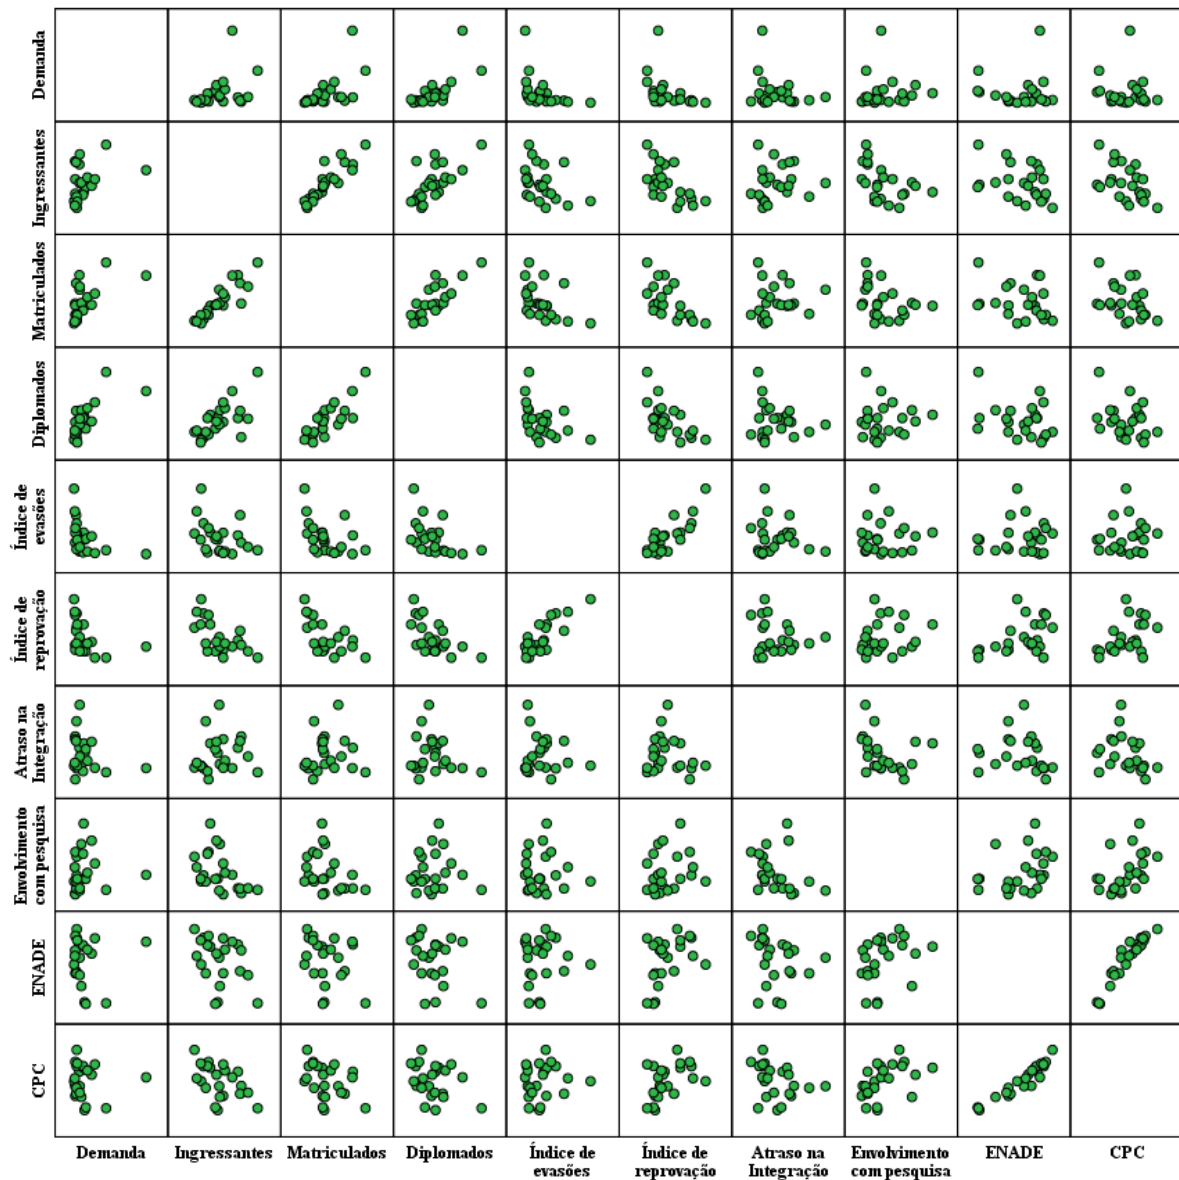 Demanda
Ingressantes
Matriculados
Diplomados
Índice de
evasões
Índice de
reprovação
Atraso na
Integração
Envolvimento
com pesquisa
ENADE
CPC
Demanda
Ingressantes
Matriculados
Diplomados
Índice de
evasões
Índice de
reprovação
Atraso na
Integração
Envolvimento
com pesquisa
ENADE
CPC